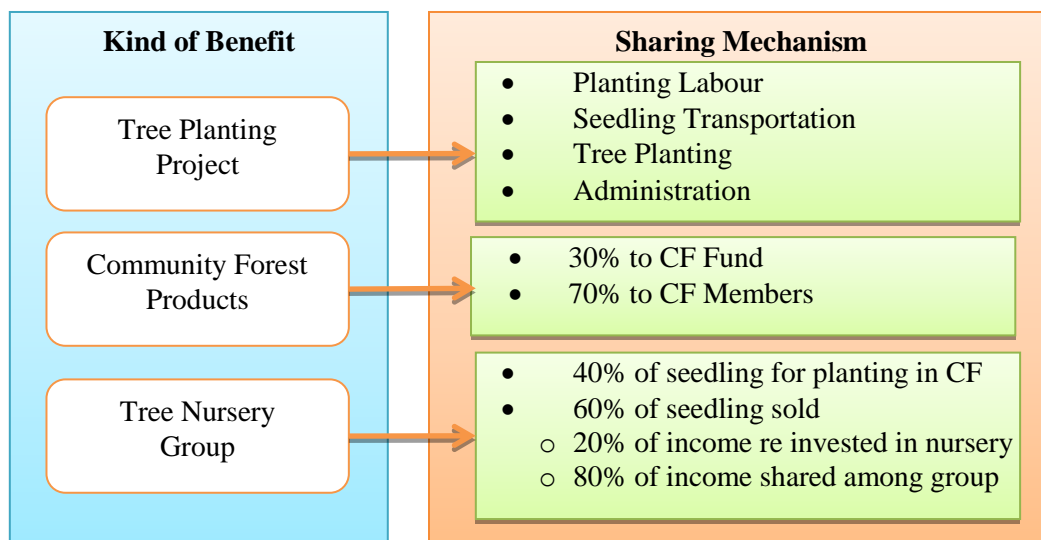 Kind of Benefit
Tree Planting
Project
Community Forest
Products
Tree Nursery
Group
Sharing Mechanism
• Planting Labour
• Seedling Transportation
• Tree Planting
• Administration
• 30% to CF Fund
• 70% to CF Members
• 40% of seedling for planting in CF
• 60% of seedling sold
o 20% of income re invested in nursery
o 80% of income shared among group